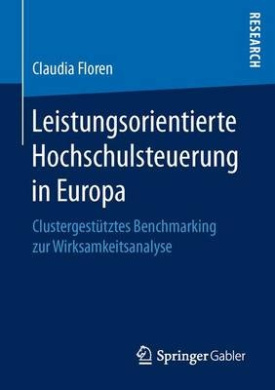 RESEARCH
Claudia Floren
Leistungsorientierte
Hochschulsteuerung
in Europa
Clustergestütztes Benchmarking
zur Wirksamkeitsanalyse
Springer Gabler